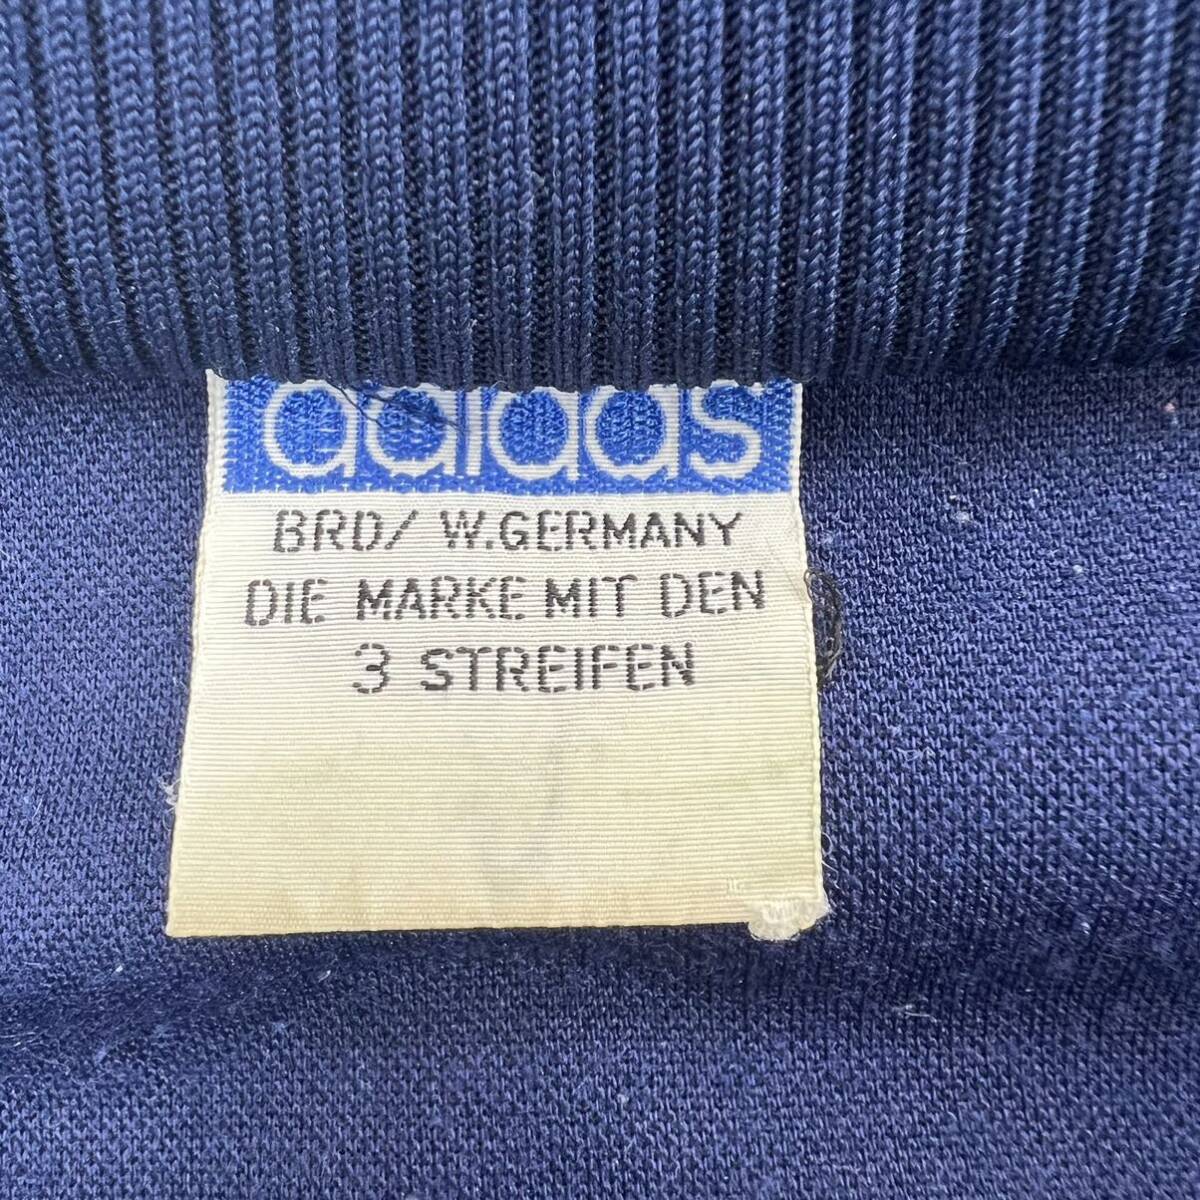 adidas
BRD/ W.GERMANY
DIE MARKE MIT DEN
3 STREIFEN